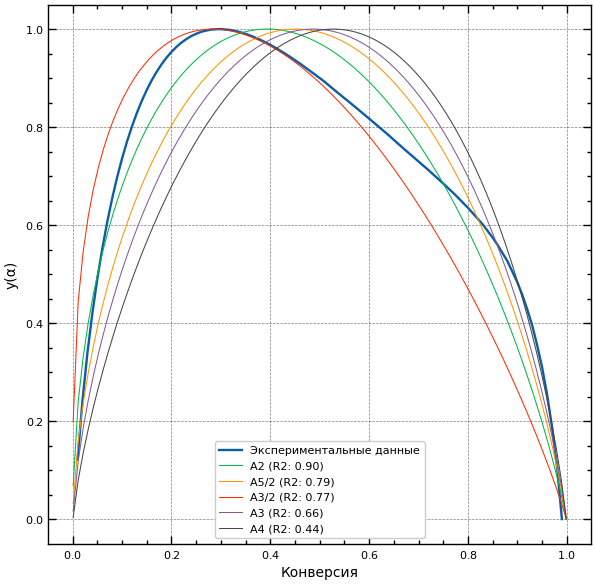 y(α)
1.0
0.8
0.6
0.4
0.2
0.0
Экспериментальные данные
A2 (R2: 0.90)
A5/2 (R2: 0.79)
A3/2 (R2: 0.77)
A3 (R2: 0.66)
A4 (R2: 0.44)
0.0 0.2 0.4 0.6 0.8 1.0
Конверсия